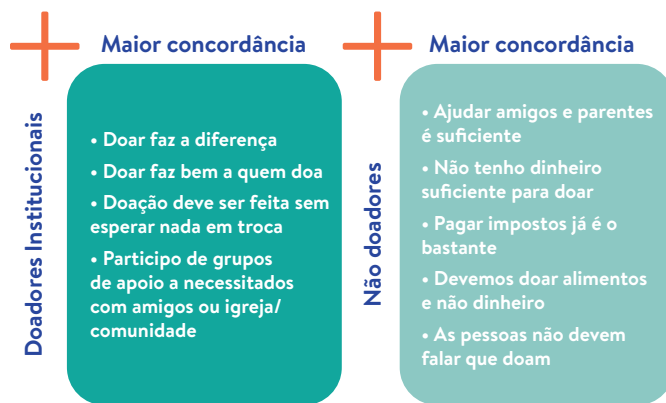 Maior concordância
Doadores Institucionais
• Doar faz a diferença
• Doar faz bem a quem doa
• Doação deve ser feita sem
esperar nada em troca
• Participo de grupos
de apoio a necessitados
com amigos ou igreja/
comunidade
Maior concordância
Não doadores
• Ajudar amigos e parentes
é suficiente
• Não tenho dinheiro
suficiente para doar
• Pagar impostos já é o
bastante
• Devemos doar alimentos
e não dinheiro
• As pessoas não devem
falar que doam